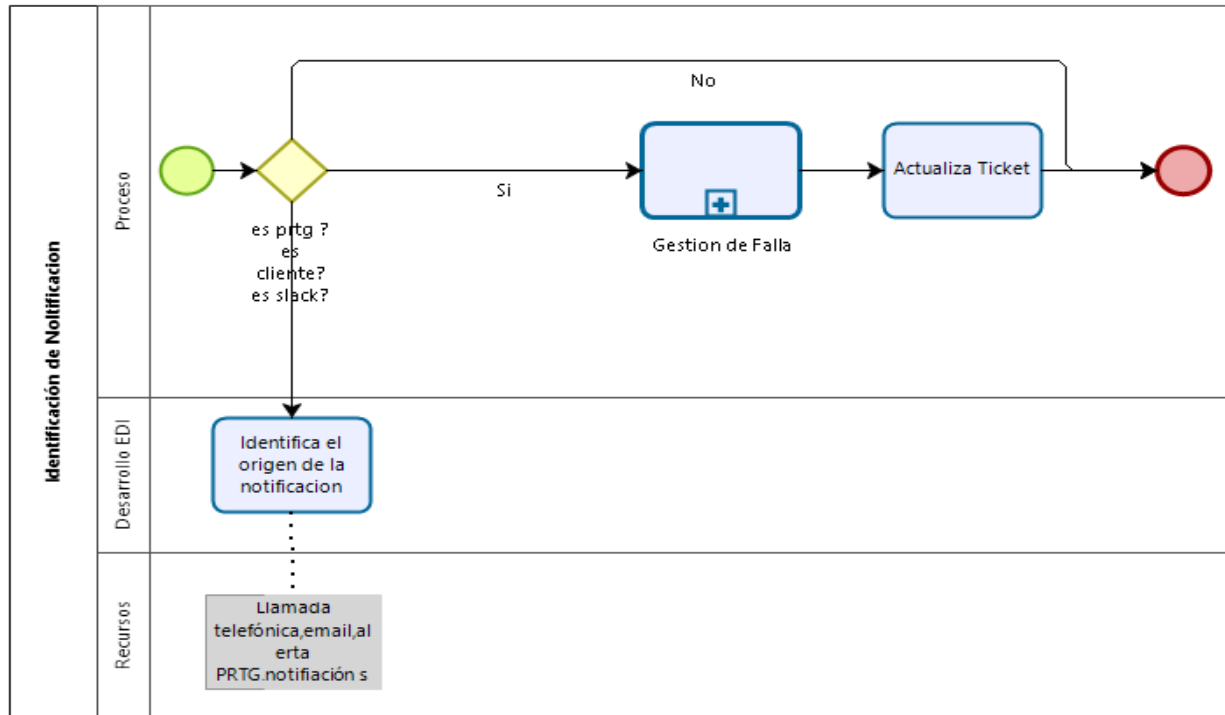 Identificación de Noltificacion
Proceso
No
Si
es prtg ?
es
cliente?
es slack?
Gestion de Falla
Actualiza Ticket
Desarrollo EDI
Identifica el
origen de la
notificacion
Recursos
Llamada
telefónica,email,al
erta
PRTG.notifiación s